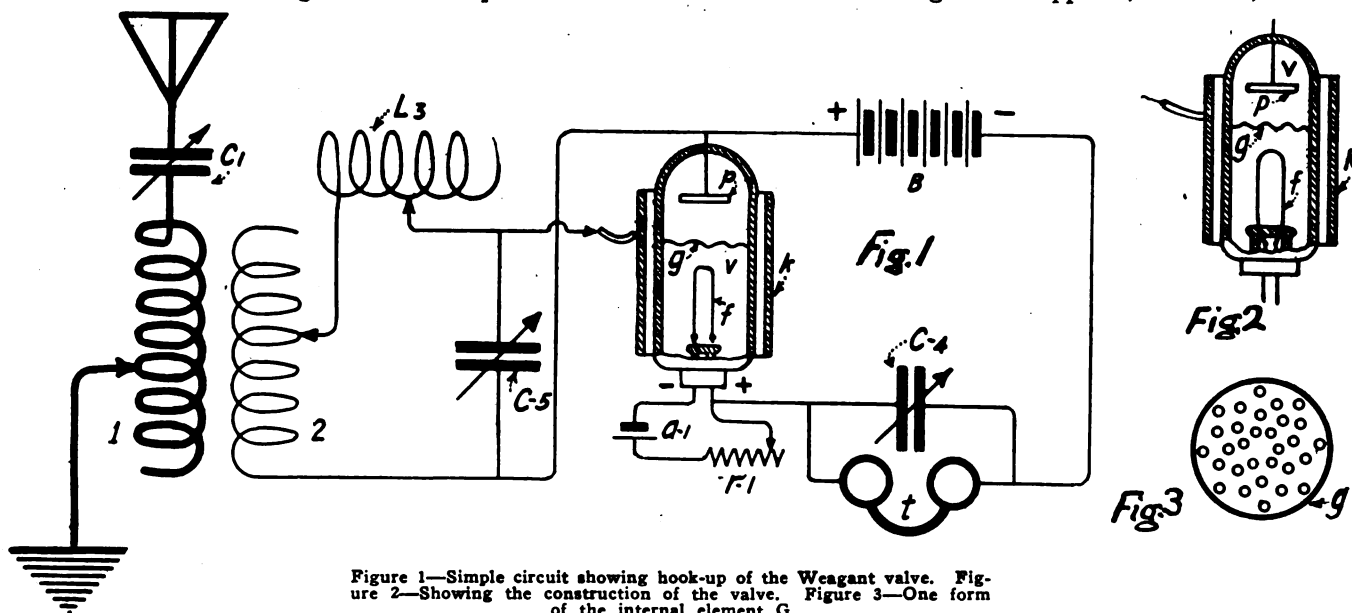 C1
L3
+
-
B
p
g
v
f
k
Fig.1
V
p
g
f
Fig.2
C-4
C-5
1
2
-
+
a-1
r-1
t
Fig.3
g
Figure 1—Simple circuit showing hook-up of the Weagant valve. Fig-
ure 2—Showing the construction of the valve. Figure 3—One form
of the internal element G